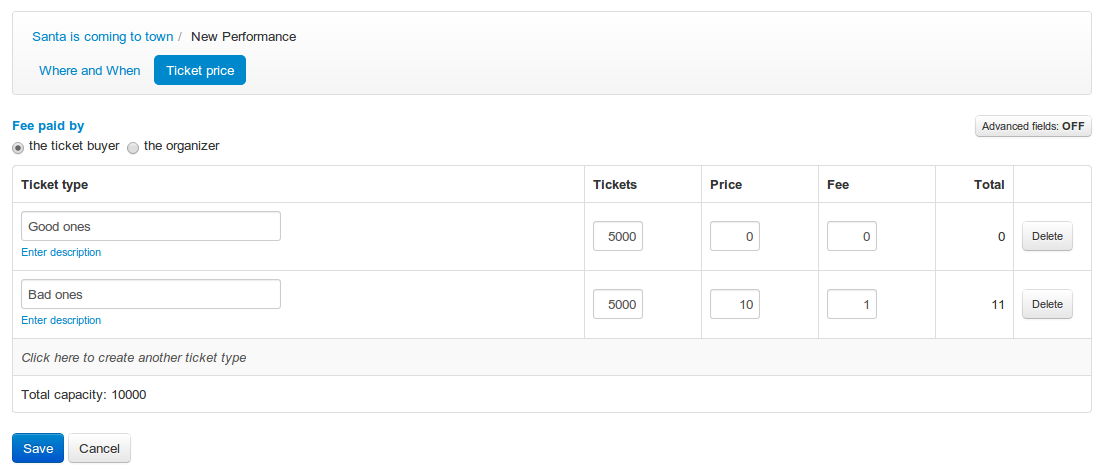 Santa is coming to town / New Performance
Where and When Ticket price
Fee paid by
Advanced fields: OFF
the ticket buyer the organizer
Ticket type Tickets Price Fee Total
Good ones 5000 0 0 0 Delete
Enter description
Bad ones 5000 10 1 11 Delete
Enter description
Click here to create another ticket type
Total capacity: 10000
Save Cancel